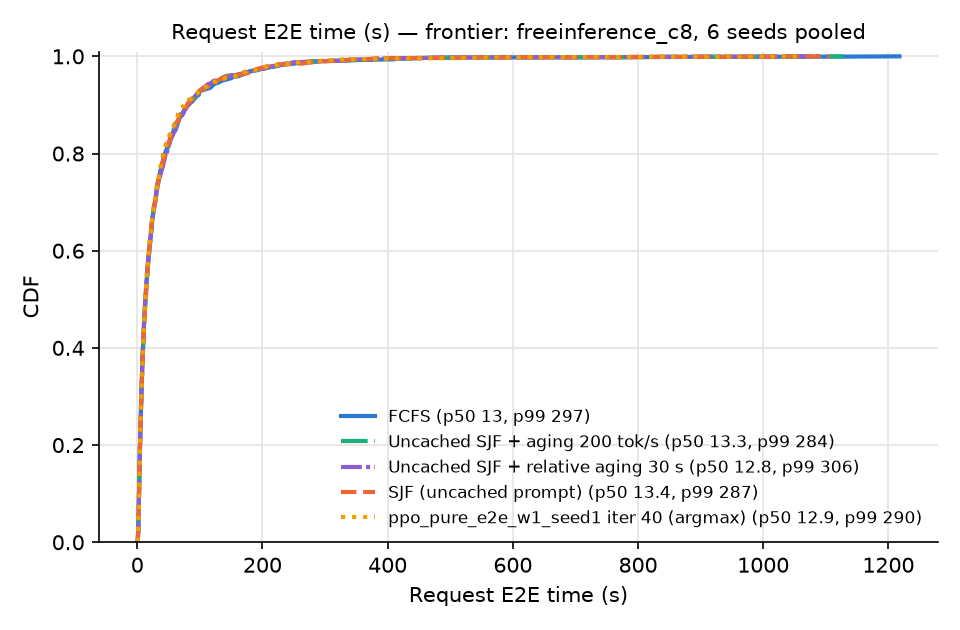 Request E2E time (s) — frontier: freeinference_c8, 6 seeds pooled
1.0
0.8
0.6
0.4
0.2
0.0
CDF
FCFS (p50 13, p99 297)
Uncached SJF + aging 200 tok/s (p50 13.3, p99 284)
Uncached SJF + relative aging 30 s (p50 12.8, p99 306)
SJF (uncached prompt) (p50 13.4, p99 287)
ppo_pure_e2e_w1_seed1 iter 40 (argmax) (p50 12.9, p99 290)
0 200 400 600 800 1000 1200
Request E2E time (s)